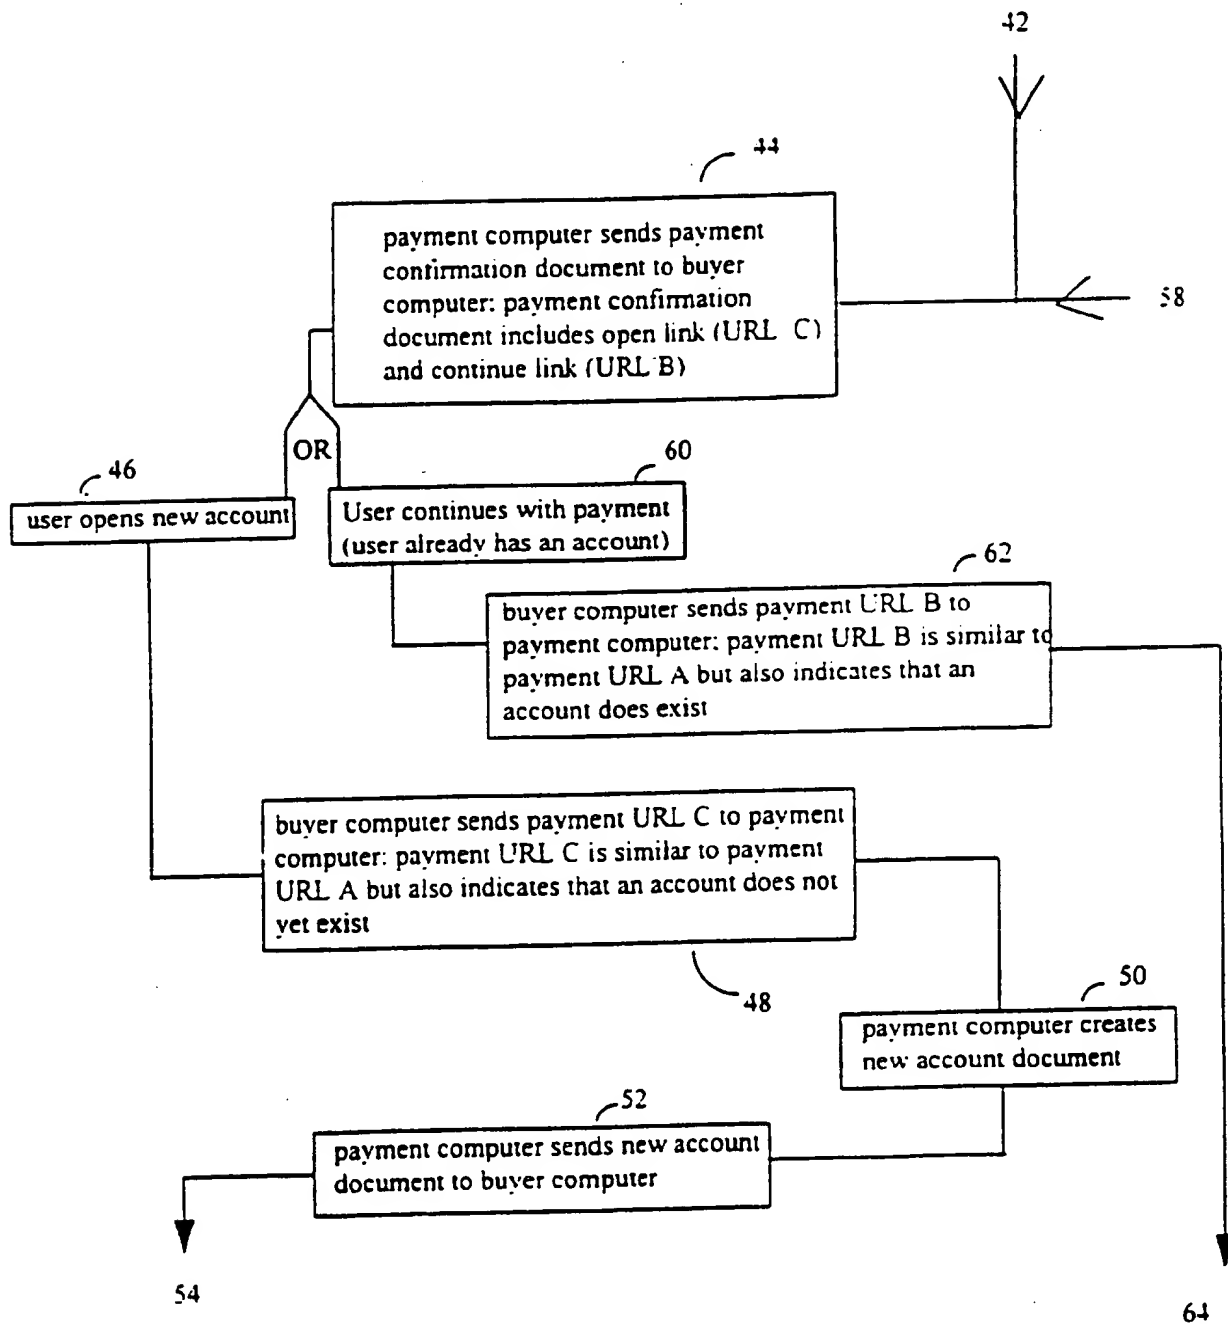 42
44
payment computer sends payment
confirmation document to buyer
computer: payment confirmation
document includes open link (URL C)
and continue link (URL B)
58
OR
46
user opens new account
60
User continues with payment
(user already has an account)
62
buyer computer sends payment URL B to
payment computer: payment URL B is similar to
payment URL A but also indicates that an
account does exist
buyer computer sends payment URL C to payment
computer: payment URL C is similar to payment
URL A but also indicates that an account does not
yet exist
48
50
payment computer creates
new account document
52
payment computer sends new account
document to buyer computer
54
64